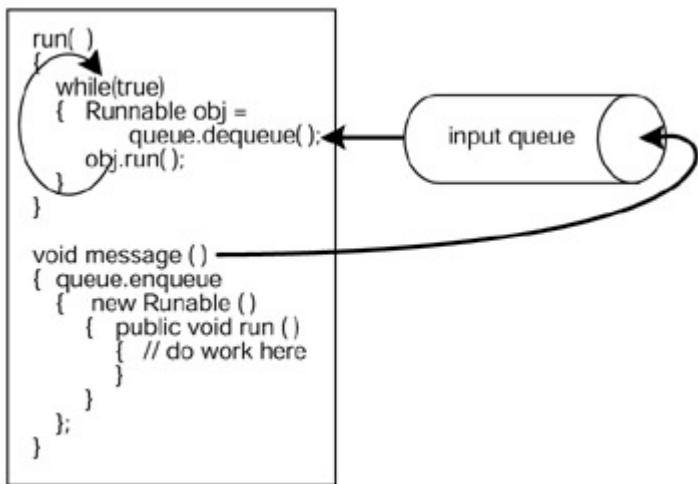 run( )
{
while(true)
{ Runnable obj =
queue.dequeue( );
obj.run( );
}
}
input queue
void message ( )
{ queue.enqueue
{ new Runable ( )
{ public void run ( )
{ // do work here
}
}
};
}